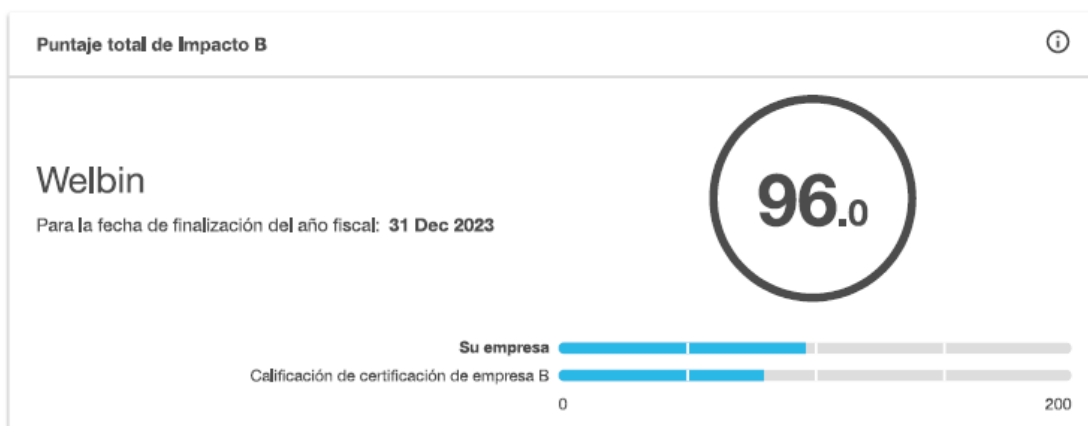 Puntaje total de Impacto B
Welbin
Para la fecha de finalización del año fiscal: 31 Dec 2023
96.0
Su empresa
Calificación de certificación de empresa B
0 200